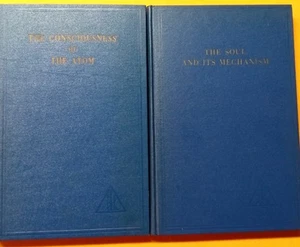 THE CONSCIOUSNESS
OF
THE ATOM
THE SOUL
AND ITS MECHANISM